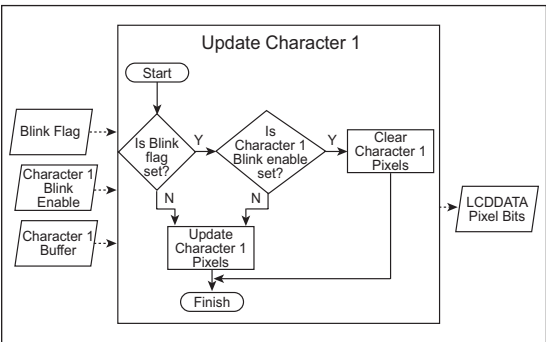 Update Character 1
Start
Blink Flag
Is Blink
flag
set?
Y
Is
Character 1
Blink enable
set?
Y
Clear
Character 1
Pixels
Character 1
Blink
Enable
N
N
LCDDATA
Pixel Bits
Character 1
Buffer
Update
Character 1
Pixels
Finish